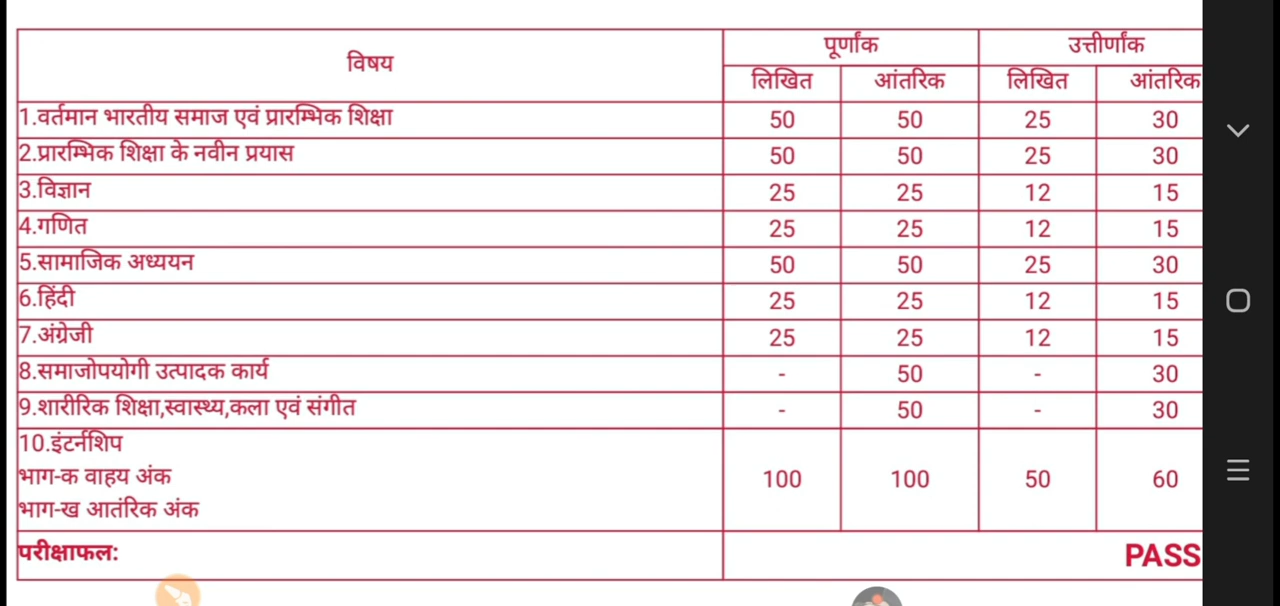 विषय पूर्णांक उत्तीर्णांक
लिखित आंतरिक लिखित आंतरिक
1.वर्तमान भारतीय समाज एवं प्रारम्भिक शिक्षा 50 50 25 30
2.प्रारम्भिक शिक्षा के नवीन प्रयास 50 50 25 30
3.विज्ञान 25 25 12 15
4.गणित 25 25 12 15
5.सामाजिक अध्ययन 50 50 25 30
6.हिंदी 25 25 12 15
7.अंग्रेजी 25 25 12 15
8.समाजोपयोगी उत्पादक कार्य - 50 - 30
9.शारीरिक शिक्षा,स्वास्थ्य,कला एवं संगीत - 50 - 30
10.इंटर्नशिप
भाग-क वाहय अंक 100 100 50 60
भाग-ख आतंरिक अंक
परीक्षाफल: PASS